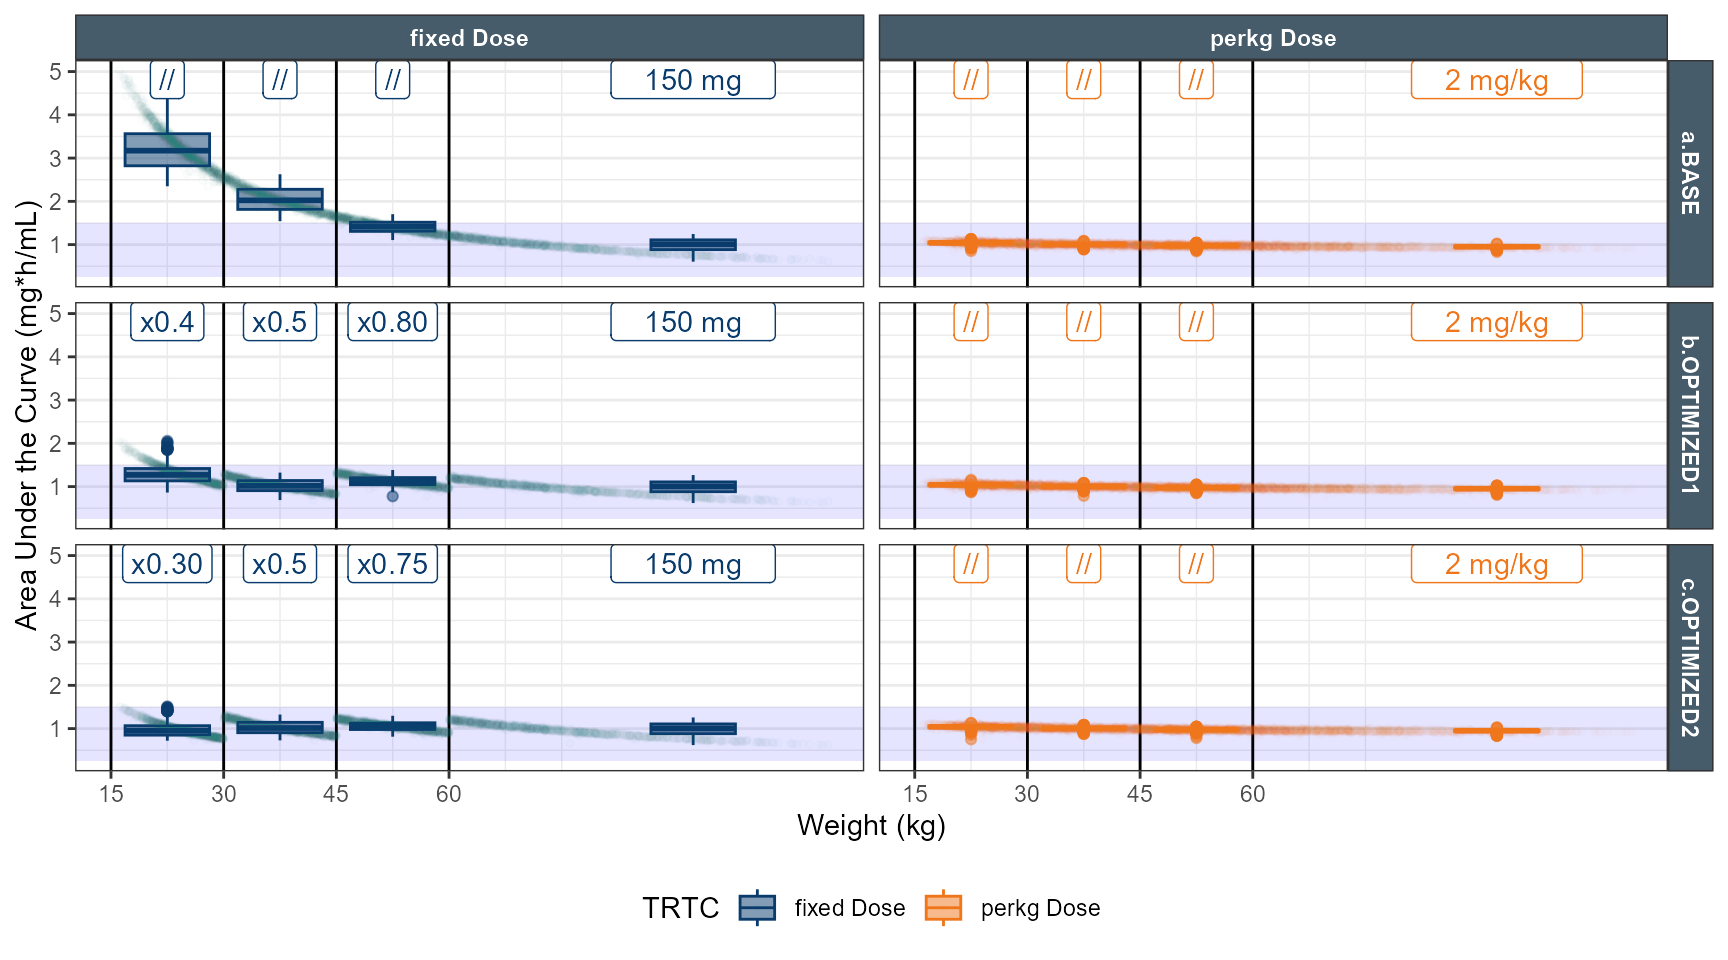 fixed Dose
perkg Dose
5
4
3
2
1
// // // 150 mg
// // // 2 mg/kg
a.BASE
5
4
3
2
1
x0.4 x0.5 x0.80 150 mg
// // // 2 mg/kg
b.OPTIMIZED1
5
4
3
2
1
x0.30 x0.5 x0.75 150 mg
// // // 2 mg/kg
c.OPTIMIZED2
Area Under the Curve (mg*h/mL)
15 30 45 60
15 30 45 60
Weight (kg)
TRTC fixed Dose perkg Dose